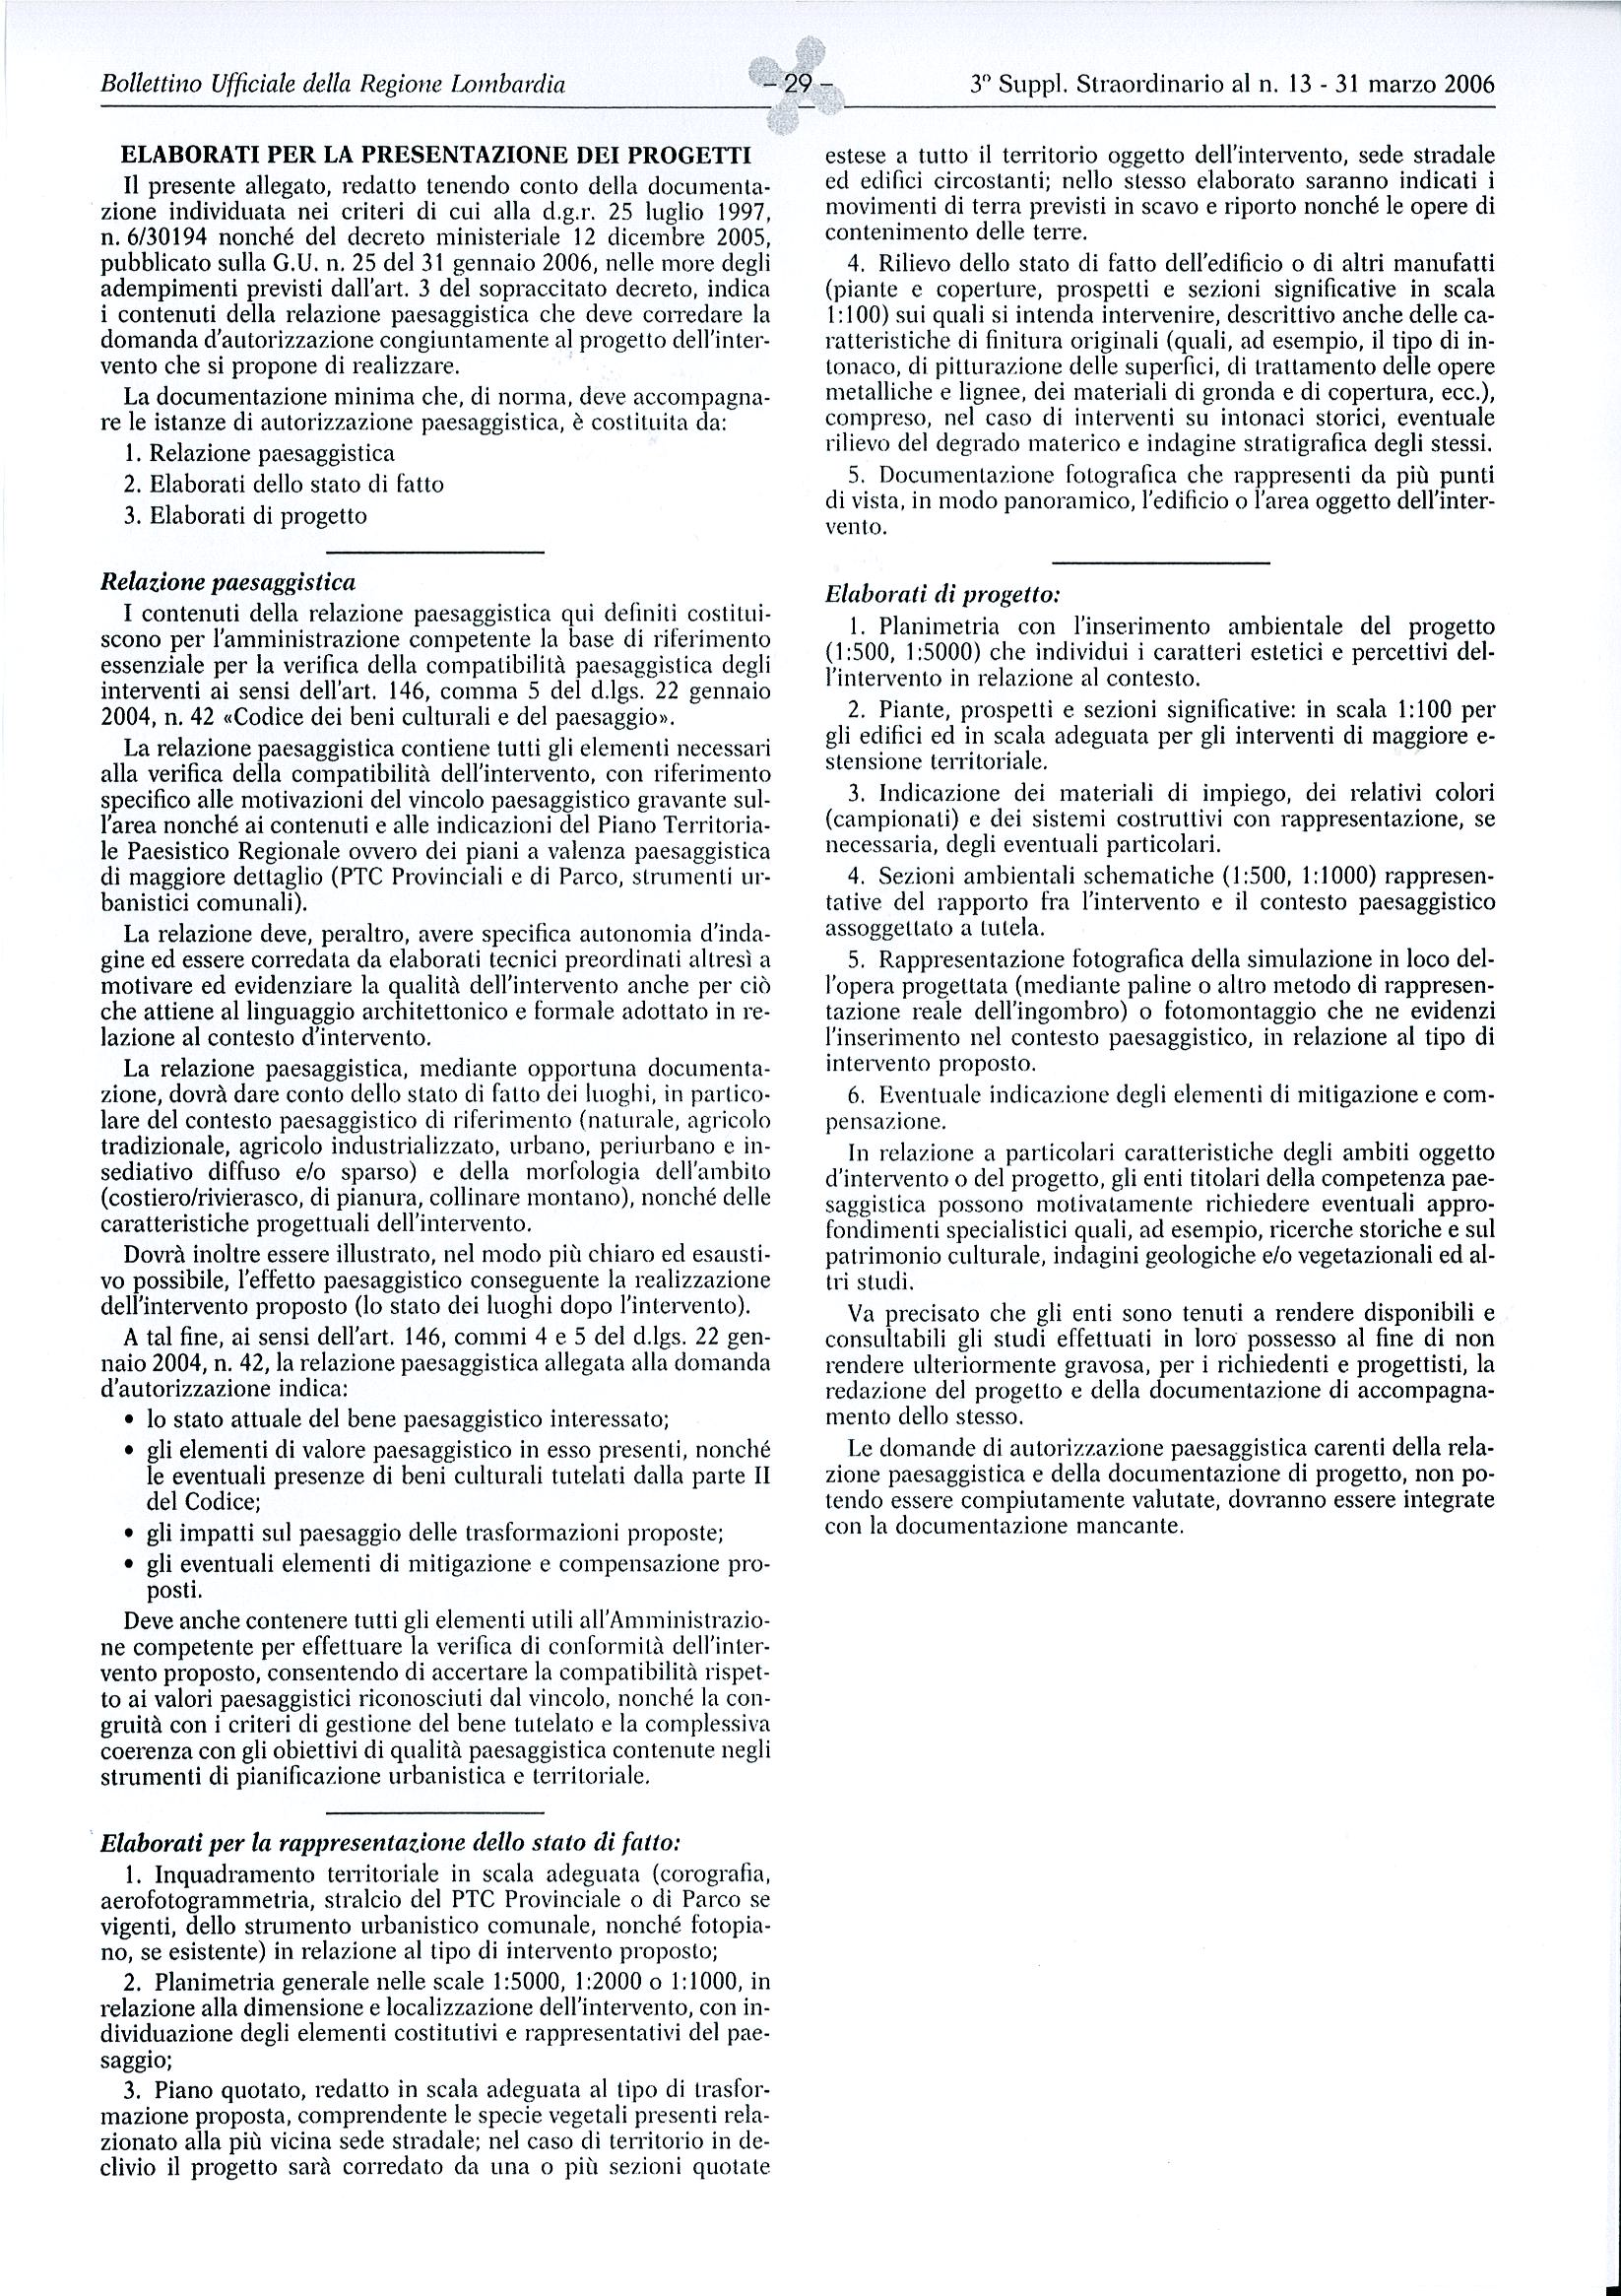 Bollettino Ufficiale della Regione Lombardia
– 29 –
3º Suppl. Straordinario al n. 13 - 31 marzo 2006
ELABORATI PER LA PRESENTAZIONE DEI PROGETTI
Il presente allegato, redatto tenendo conto della documenta-
zione individuata nei criteri di cui alla d.g.r. 25 luglio 1997,
n. 6/30194 nonché del decreto ministeriale 12 dicembre 2005,
pubblicato sulla G.U. n. 25 del 31 gennaio 2006, nelle more degli
adempimenti previsti dall'art. 3 del sopraccitato decreto, indica
i contenuti della relazione paesaggistica che deve corredare la
domanda d'autorizzazione congiuntamente al progetto dell'inter-
vento che si propone di realizzare.
La documentazione minima che, di norma, deve accompagna-
re le istanze di autorizzazione paesaggistica, è costituita da:
1. Relazione paesaggistica
2. Elaborati dello stato di fatto
3. Elaborati di progetto
Relazione paesaggistica
I contenuti della relazione paesaggistica qui definiti costitui-
scono per l'amministrazione competente la base di riferimento
essenziale per la verifica della compatibilità paesaggistica degli
interventi ai sensi dell'art. 146, comma 5 del d.lgs. 22 gennaio
2004, n. 42 «Codice dei beni culturali e del paesaggio».
La relazione paesaggistica contiene tutti gli elementi necessari
alla verifica della compatibilità dell'intervento, con riferimento
specifico alle motivazioni del vincolo paesaggistico gravante sul-
l'area nonché ai contenuti e alle indicazioni del Piano Territoria-
le Paesistico Regionale ovvero dei piani a valenza paesaggistica
di maggiore dettaglio (PTC Provinciali e di Parco, strumenti ur-
banistici comunali).
La relazione deve, peraltro, avere specifica autonomia d'inda-
gine ed essere corredata da elaborati tecnici preordinati altresì a
motivare ed evidenziare la qualità dell'intervento anche per ciò
che attiene al linguaggio architettonico e formale adottato in re-
lazione al contesto d'intervento.
La relazione paesaggistica, mediante opportuna documenta-
zione, dovrà dare conto dello stato di fatto dei luoghi, in partico-
lare del contesto paesaggistico di riferimento (naturale, agricolo
tradizionale, agricolo industrializzato, urbano, periurbano e in-
sediativo diffuso e/o sparso) e della morfologia dell'ambito
(costiero/rivierasco, di pianura, collinare montano), nonché delle
caratteristiche progettuali dell'intervento.
Dovrà inoltre essere illustrato, nel modo più chiaro ed esausti-
vo possibile, l'effetto paesaggistico conseguente la realizzazione
dell'intervento proposto (lo stato dei luoghi dopo l'intervento).
A tal fine, ai sensi dell'art. 146, commi 4 e 5 del d.lgs. 22 gen-
naio 2004, n. 42, la relazione paesaggistica allegata alla domanda
d'autorizzazione indica:
• lo stato attuale del bene paesaggistico interessato;
• gli elementi di valore paesaggistico in esso presenti, nonché
le eventuali presenze di beni culturali tutelati dalla parte II
del Codice;
• gli impatti sul paesaggio delle trasformazioni proposte;
• gli eventuali elementi di mitigazione e compensazione pro-
posti.
Deve anche contenere tutti gli elementi utili all'Amministrazio-
ne competente per effettuare la verifica di conformità dell'inter-
vento proposto, consentendo di accertare la compatibilità rispet-
to ai valori paesaggistici riconosciuti dal vincolo, nonché la con-
gruità con i criteri di gestione del bene tutelato e la complessiva
coerenza con gli obiettivi di qualità paesaggistica contenute negli
strumenti di pianificazione urbanistica e territoriale.
Elaborati per la rappresentazione dello stato di fatto:
1. Inquadramento territoriale in scala adeguata (corografia,
aerofotogrammetria, stralcio del PTC Provinciale o di Parco se
vigenti, dello strumento urbanistico comunale, nonché fotopia-
no, se esistente) in relazione al tipo di intervento proposto;
2. Planimetria generale nelle scale 1:5000, 1:2000 o 1:1000, in
relazione alla dimensione e localizzazione dell'intervento, con in-
dividuazione degli elementi costitutivi e rappresentativi del pae-
saggio;
3. Piano quotato, redatto in scala adeguata al tipo di trasfor-
mazione proposta, comprendente le specie vegetali presenti rela-
zionato alla più vicina sede stradale; nel caso di territorio in de-
clivio il progetto sarà corredato da una o più sezioni quotate
estese a tutto il territorio oggetto dell'intervento, sede stradale
ed edifici circostanti; nello stesso elaborato saranno indicati i
movimenti di terra previsti in scavo e riporto nonché le opere di
contenimento delle terre.
4. Rilievo dello stato di fatto dell'edificio o di altri manufatti
(piante e coperture, prospetti e sezioni significative in scala
1:100) sui quali si intenda intervenire, descrittivo anche delle ca-
ratteristiche di finitura originali (quali, ad esempio, il tipo di in-
tonaco, di pitturazione delle superfici, di trattamento delle opere
metalliche e lignee, dei materiali di gronda e di copertura, ecc.),
compreso, nel caso di interventi su intonaci storici, eventuale
rilievo del degrado materico e indagine stratigrafica degli stessi.
5. Documentazione fotografica che rappresenti da più punti
di vista, in modo panoramico, l'edificio o l'area oggetto dell'inter-
vento.
Elaborati di progetto:
1. Planimetria con l'inserimento ambientale del progetto
(1:500, 1:5000) che individui i caratteri estetici e percettivi del-
l'intervento in relazione al contesto.
2. Piante, prospetti e sezioni significative: in scala 1:100 per
gli edifici ed in scala adeguata per gli interventi di maggiore e-
stensione territoriale.
3. Indicazione dei materiali di impiego, dei relativi colori
(campionati) e dei sistemi costruttivi con rappresentazione, se
necessaria, degli eventuali particolari.
4. Sezioni ambientali schematiche (1:500, 1:1000) rappresen-
tative del rapporto fra l'intervento e il contesto paesaggistico
assoggettato a tutela.
5. Rappresentazione fotografica della simulazione in loco del-
l'opera progettata (mediante paline o altro metodo di rappresen-
tazione reale dell'ingombro) o fotomontaggio che ne evidenzi
l'inserimento nel contesto paesaggistico, in relazione al tipo di
intervento proposto.
6. Eventuale indicazione degli elementi di mitigazione e com-
pensazione.
In relazione a particolari caratteristiche degli ambiti oggetto
d'intervento o del progetto, gli enti titolari della competenza pae-
saggistica possono motivatamente richiedere eventuali appro-
fondimenti specialistici quali, ad esempio, ricerche storiche e sul
patrimonio culturale, indagini geologiche e/o vegetazionali ed al-
tri studi.
Va precisato che gli enti sono tenuti a rendere disponibili e
consultabili gli studi effettuati in loro possesso al fine di non
rendere ulteriormente gravosa, per i richiedenti e progettisti, la
redazione del progetto e della documentazione di accompagna-
mento dello stesso.
Le domande di autorizzazione paesaggistica carenti della rela-
zione paesaggistica e della documentazione di progetto, non po-
tendo essere compiutamente valutate, dovranno essere integrate
con la documentazione mancante.